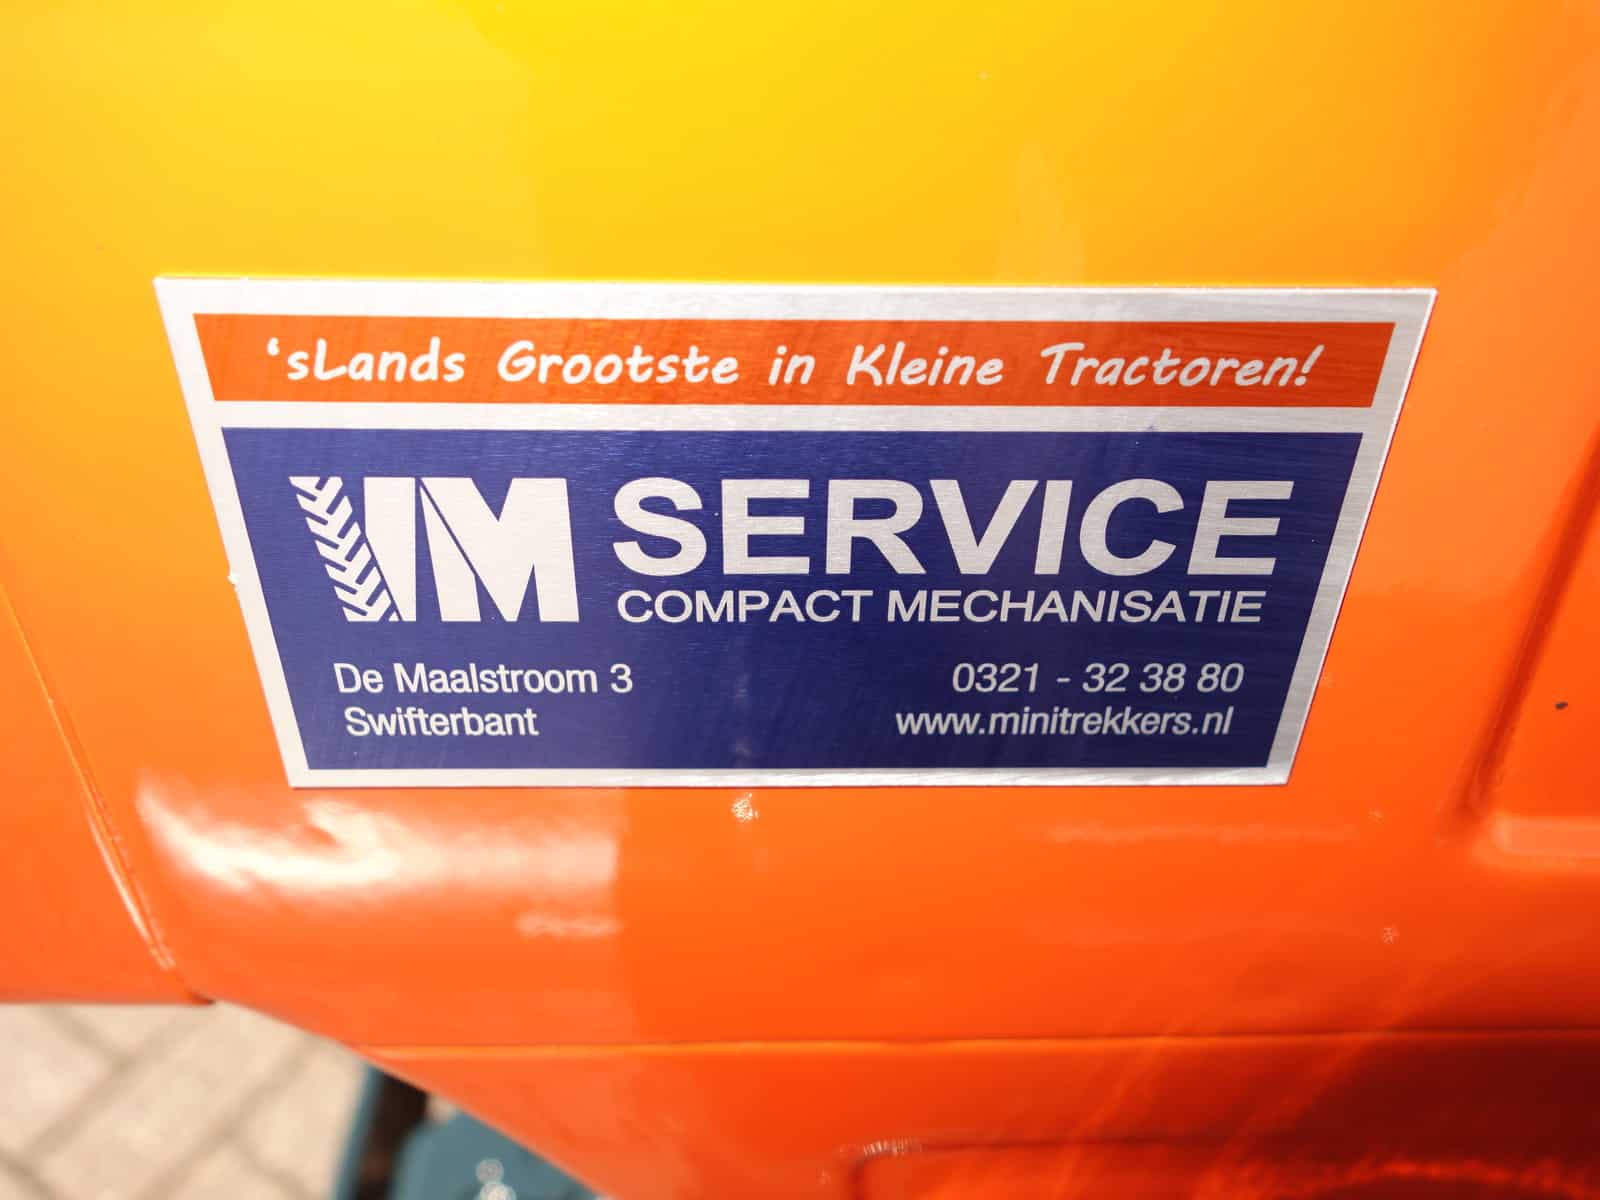 'sLands Grootste in Kleine Tractoren!
IM SERVICE
COMPACT MECHANISATIE
De Maalstroom 3
Swifterbant
0321 - 32 38 80
www.minitrekkers.nl